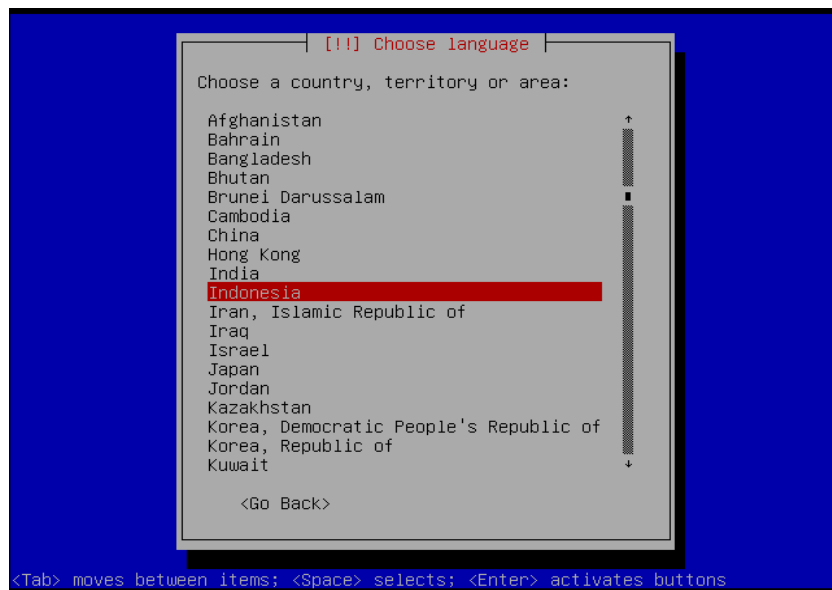 [!!] Choose language
Choose a country, territory or area:
Afghanistan
Bahrain
Bangladesh
Bhutan
Brunei Darussalam
Cambodia
China
Hong Kong
India
Indonesia
Iran, Islamic Republic of
Iraq
Israel
Japan
Jordan
Kazakhstan
Korea, Democratic People's Republic of
Korea, Republic of
Kuwait
<Go Back>
<Tab> moves between items; <Space> selects; <Enter> activates buttons